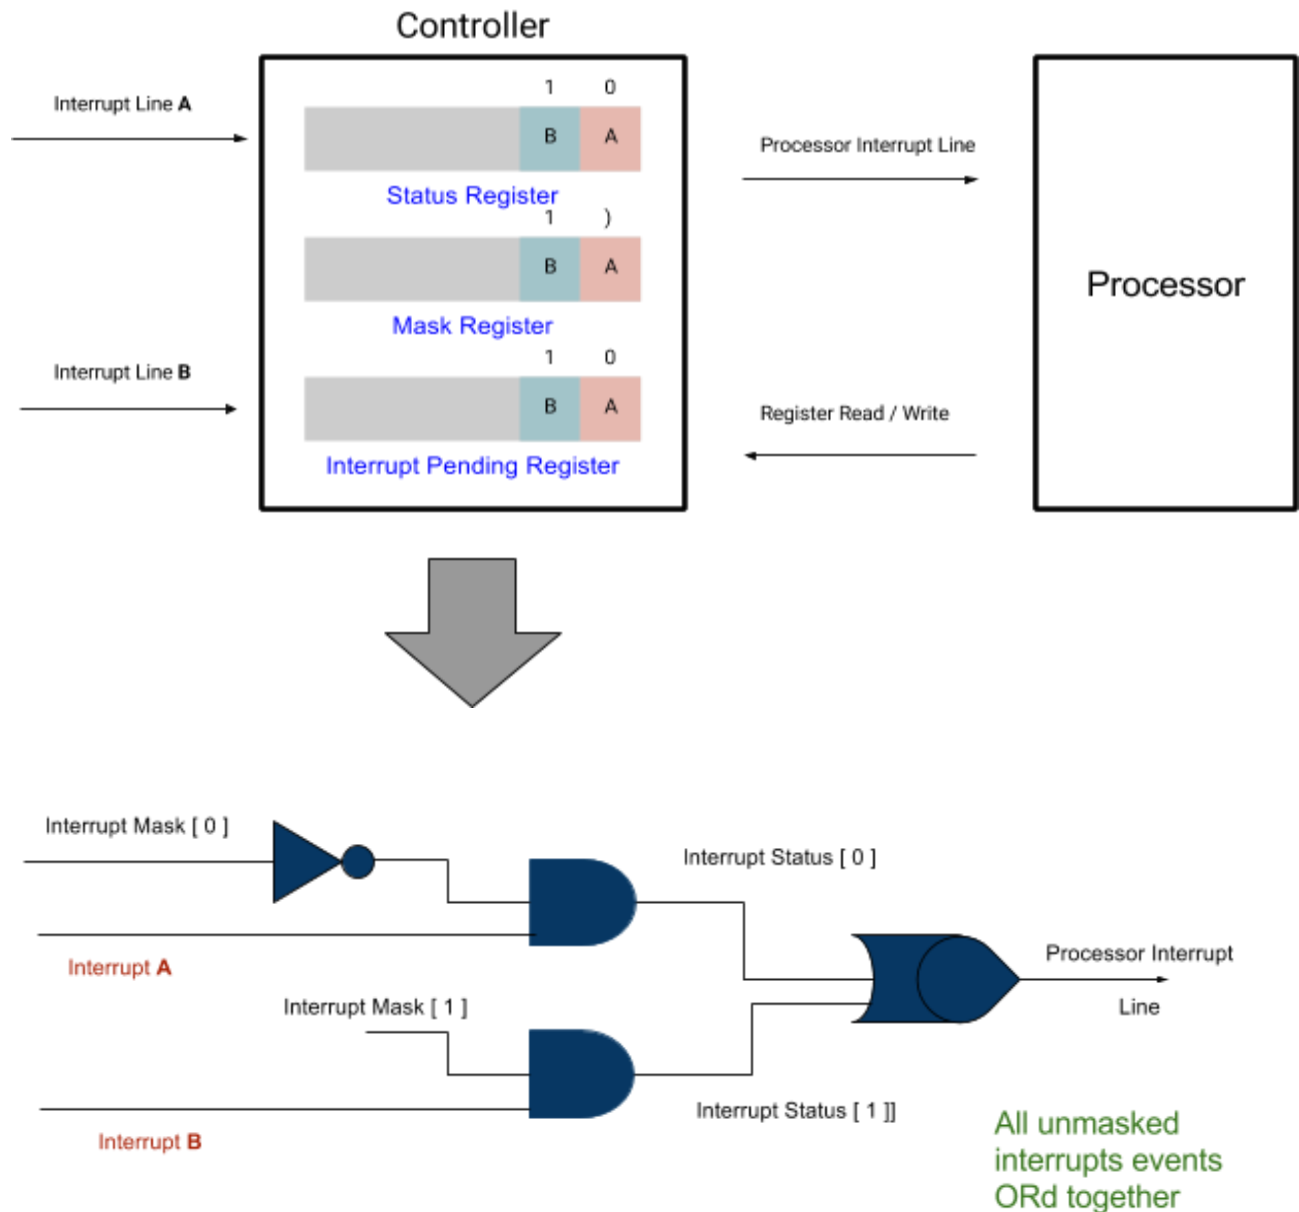 Controller
Interrupt Line A
1 0
B A
Status Register
Processor Interrupt Line
1 )
B A
Mask Register
Processor
Interrupt Line B
1 0
B A
Interrupt Pending Register
Register Read / Write
Interrupt Mask [ 0 ]
Interrupt Status [ 0 ]
Interrupt A
Processor Interrupt
Line
Interrupt Mask [ 1 ]
Interrupt Status [ 1 ]]
Interrupt B
All unmasked
interrupts events
ORd together